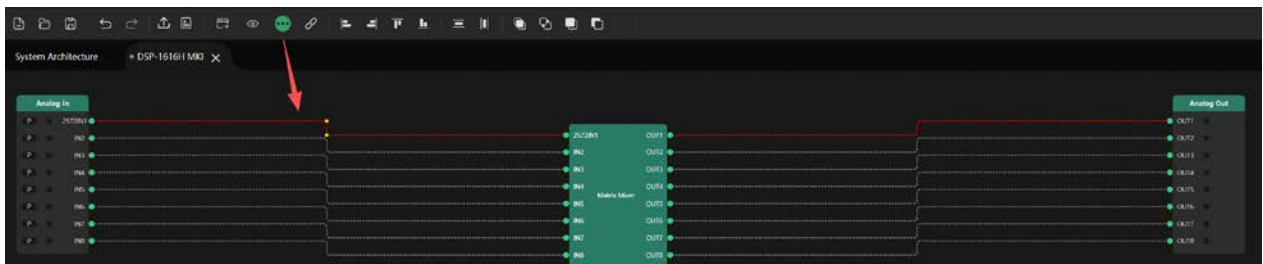 System Architecture
* DSP-1616H MKI
Analog In
P 2572IN1
P IN2
P IN3
P IN4
P IN5
P IN6
P IN7
P IN8
2572IN1 OUT1
IN2 OUT2
IN3 OUT3
IN4 OUT4
Matrix Mixer
IN5 OUT5
IN6 OUT6
IN7 OUT7
IN8 OUT8
Analog Out
OUT1
OUT2
OUT3
OUT4
OUT5
OUT6
OUT7
OUT8